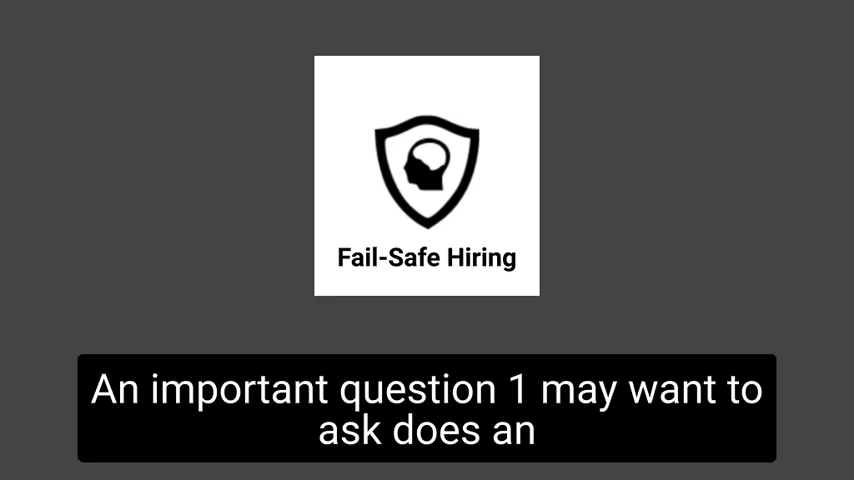 Fail-Safe Hiring
An important question 1 may want to
ask does an